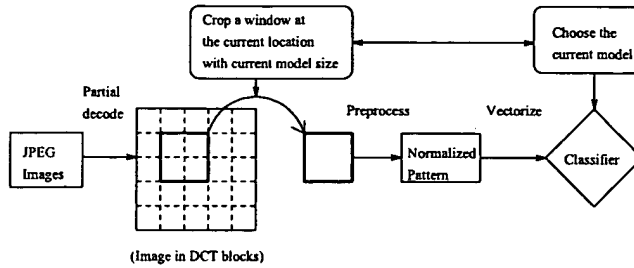 Crop a window at
the current location
with current model size
Choose the
current model
Partial
decode
Preprocess
Vectorize
JPEG
Images
Normalized
Pattern
Classifier
(Image in DCT blocks)